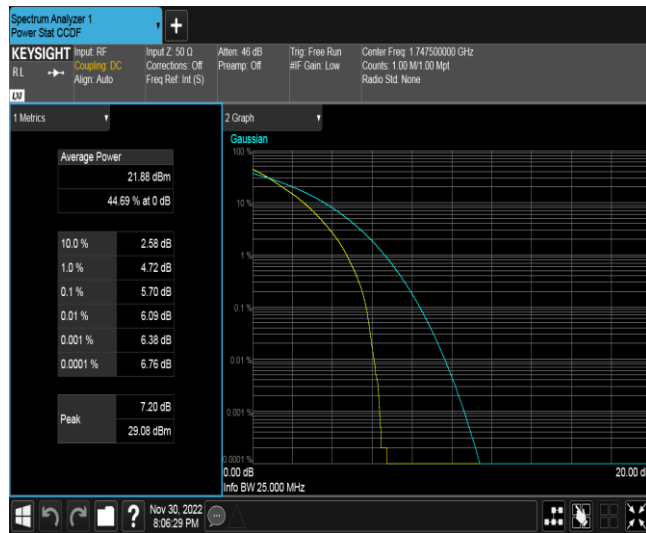 Spectrum Analyzer 1
Power Stat CCDF
+
KEYSIGHT
RL
LXI
Input: RF
Coupling: DC
Align: Auto
Input Z: 50 Ω
Corrections: Off
Freq Ref: Int (S)
Atten: 46 dB
Preamp: Off
Trig: Free Run
#IF Gain: Low
Center Freq: 1.747500000 GHz
Counts: 1.00 M/1.00 Mpt
Radio Std: None
1 Metrics
Average Power
21.88 dBm
44.69 % at 0 dB
10.0 % 2.58 dB
1.0 % 4.72 dB
0.1 % 5.70 dB
0.01 % 6.09 dB
0.001 % 6.38 dB
0.0001 % 6.76 dB
Peak
7.20 dB
29.08 dBm
2 Graph
Gaussian
100 %
10 %
1 %
0.1 %
0.01 %
0.001 %
0.0001 %
0.00 dB
20.00 d
Info BW 25.000 MHz
?
Nov 30, 2022
8:06:29 PM